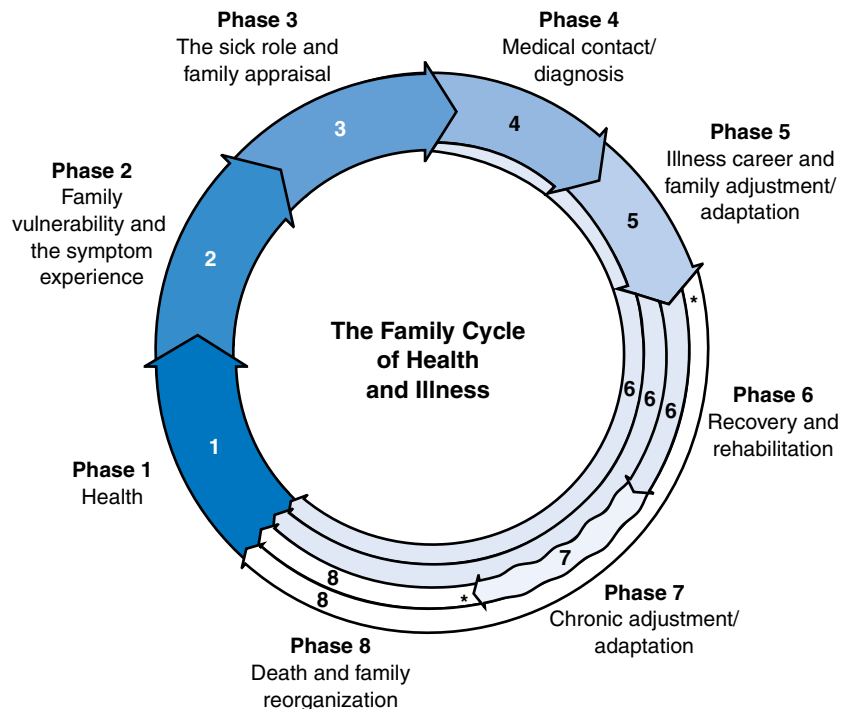 Phase 3
The sick role and
family appraisal
Phase 4
Medical contact/
diagnosis
Phase 5
Illness career and
family adjustment/
adaptation
Phase 2
Family
vulnerability and
the symptom
experience
3
4
5
2
*
The Family Cycle
of Health
and Illness
6
6
6
Phase 6
Recovery and
rehabilitation
1
Phase 1
Health
7
8
8
*
Phase 7
Chronic adjustment/
adaptation
Phase 8
Death and family
reorganization